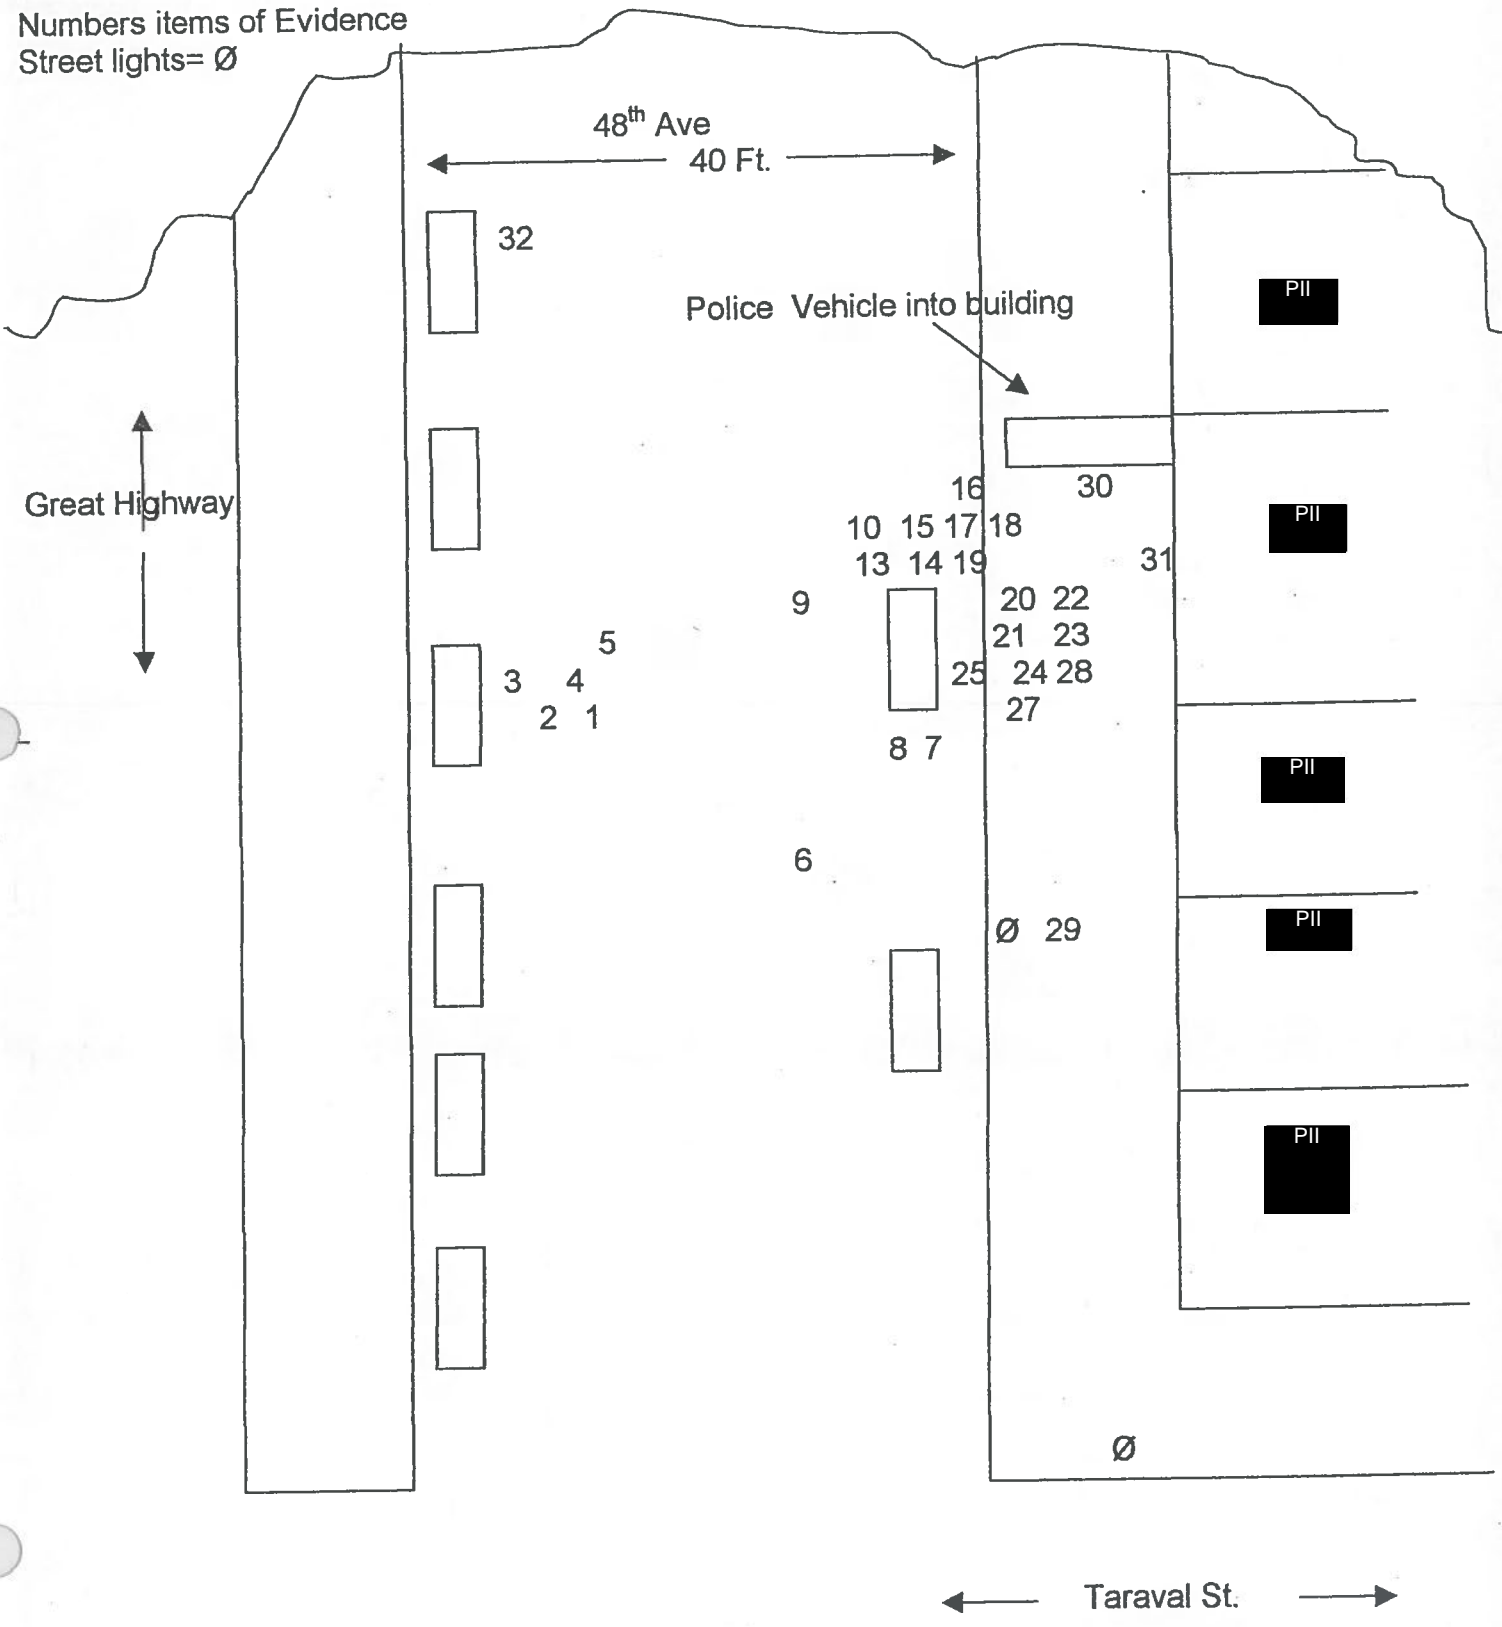 Numbers items of Evidence
Street lights= Ø
48th Ave
40 Ft.
32
Police Vehicle into building
PII
Great Highway
16 30
10 15 17 18
PII
13 14 19
31
9
20 22
5
21 23
3 4
25 24 28
2 1
27
8 7
PII
6
Ø 29
PII
PII
Ø
Taraval St.